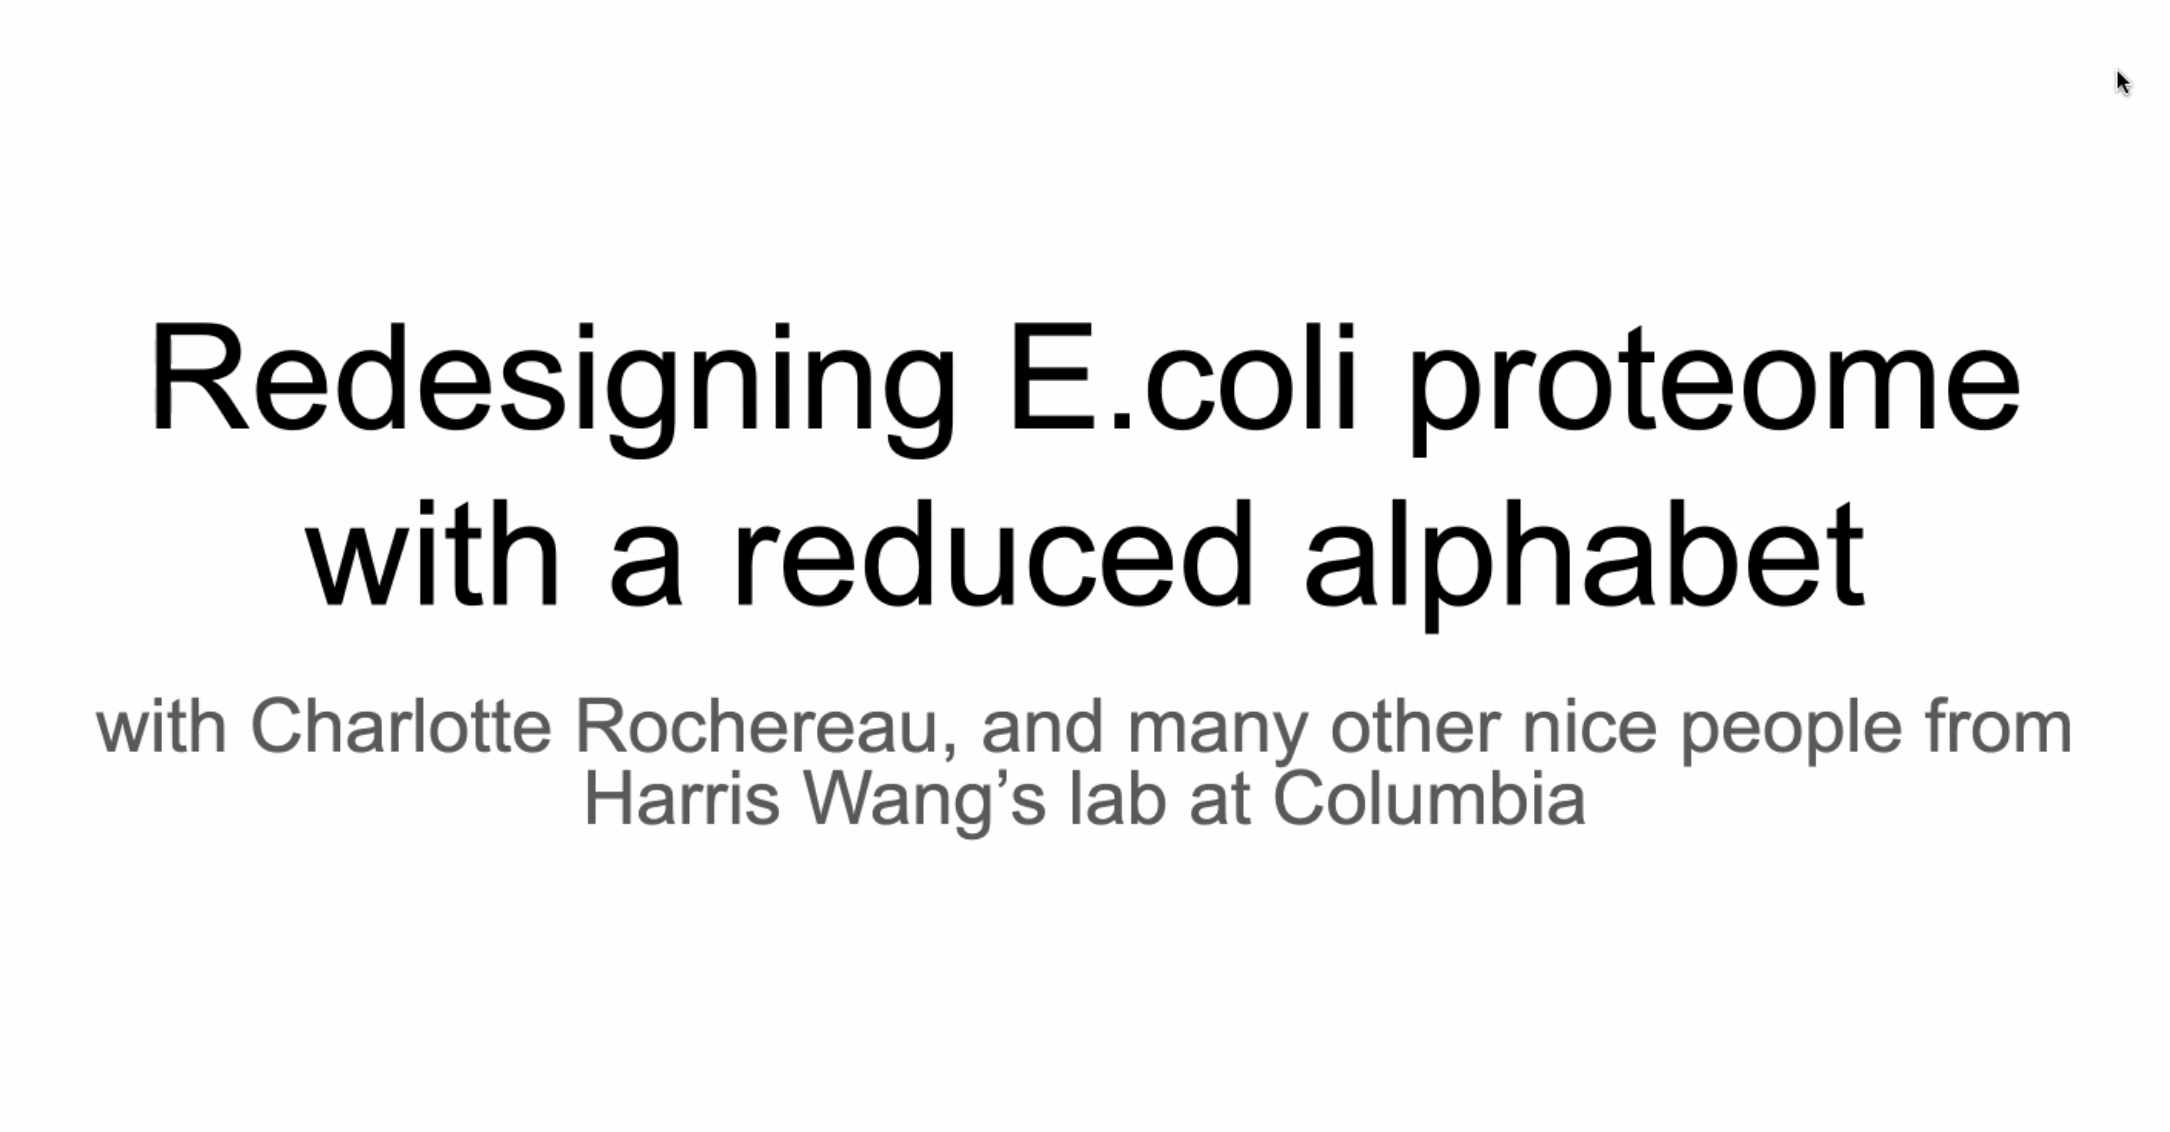 Redesigning E.coli proteome
with a reduced alphabet
with Charlotte Rochereau, and many other nice people from
Harris Wang’s lab at Columbia